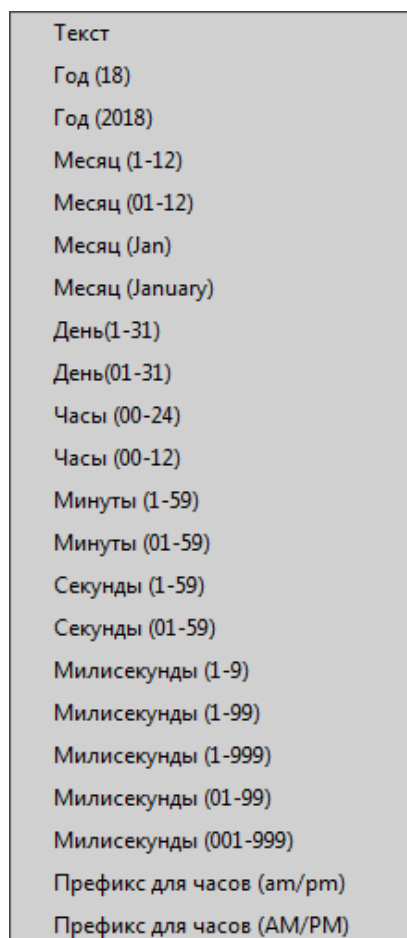 Текст
Год (18)
Год (2018)
Месяц (1-12)
Месяц (01-12)
Месяц (Jan)
Месяц (January)
День(1-31)
День(01-31)
Часы (00-24)
Часы (00-12)
Минуты (1-59)
Минуты (01-59)
Секунды (1-59)
Секунды (01-59)
Милисекунды (1-9)
Милисекунды (1-99)
Милисекунды (1-999)
Милисекунды (01-99)
Милисекунды (001-999)
Префикс для часов (am/pm)
Префикс для часов (AM/PM)